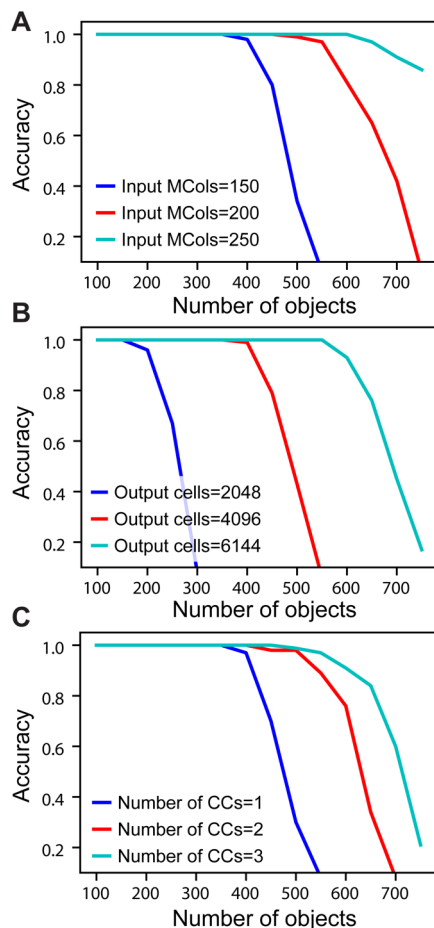 A
Accuracy
1.0
0.8
0.6
0.4
0.2
Input MCols=150
Input MCols=200
Input MCols=250
100 200 300 400 500 600 700
Number of objects
B
Accuracy
1.0
0.8
0.6
0.4
0.2
Output cells=2048
Output cells=4096
Output cells=6144
100 200 300 400 500 600 700
Number of objects
C
Accuracy
1.0
0.8
0.6
0.4
0.2
Number of CCs=1
Number of CCs=2
Number of CCs=3
100 200 300 400 500 600 700
Number of objects